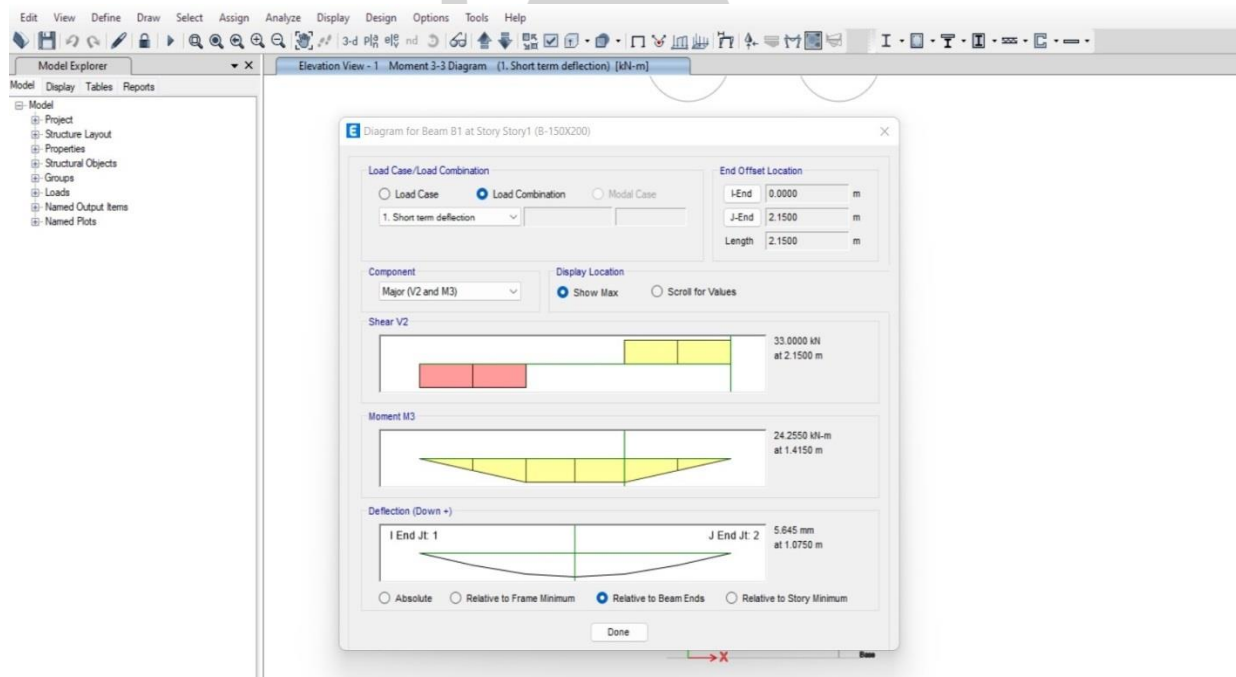 Edit View Define Draw Select Assign Analyze Display Design Options Tools Help
3-d nd
Model Explorer
Elevation View - 1 Moment 3-3 Diagram (1. Short term deflection) [kN-m]
Model Display Tables Reports
Model
Project
Structure Layout
Properties
Structural Objects
Groups
Loads
Named Output Items
Named Plots
E Diagram for Beam B1 at Story Story1 (B-150X200)
Load Case/Load Combination
Load Case Load Combination Modal Case
1. Short term deflection
End Offset Location
I-End 0.0000 m
J-End 2.1500 m
Length 2.1500 m
Component
Major (V2 and M3)
Display Location
Show Max Scroll for Values
Shear V2
33.0000 kN
at 2.1500 m
Moment M3
24.2550 kN-m
at 1.4150 m
Deflection (Down +)
I End Jt: 1 J End Jt: 2
5.645 mm
at 1.0750 m
Absolute Relative to Frame Minimum Relative to Beam Ends Relative to Story Minimum
Done
X
Base